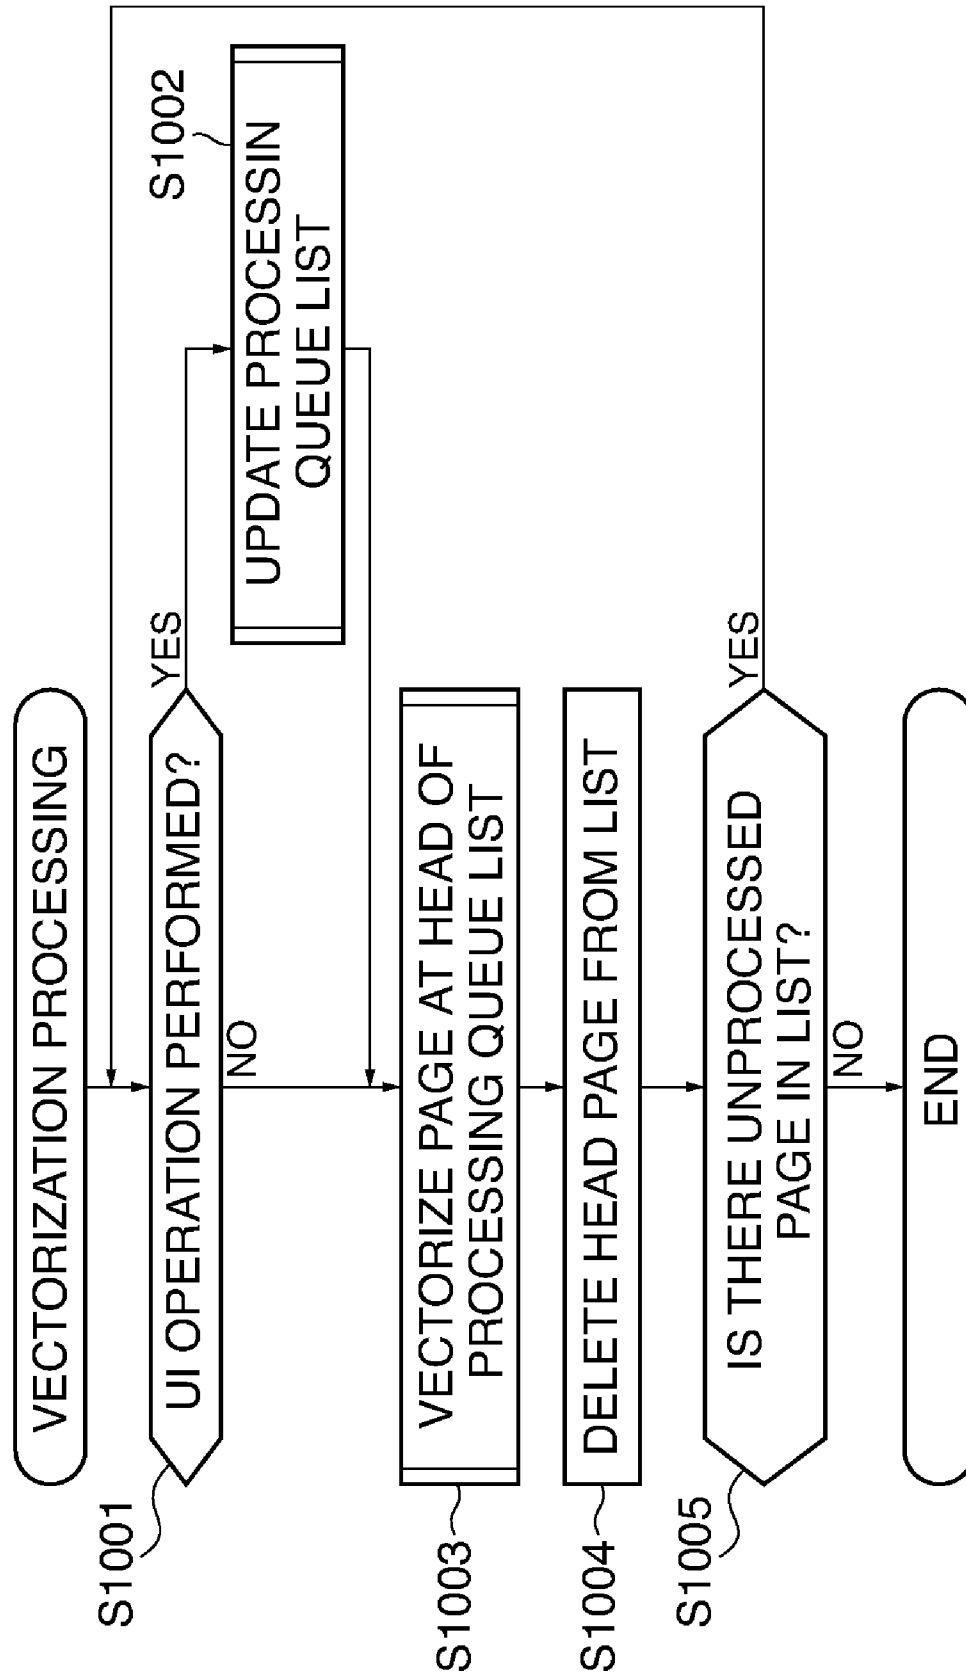 VECTORIZATION PROCESSING
S1001
UI OPERATION PERFORMED?
YES
NO
S1002
UPDATE PROCESSIN
QUEUE LIST
S1003
VECTORIZE PAGE AT HEAD OF
PROCESSING QUEUE LIST
S1004
DELETE HEAD PAGE FROM LIST
S1005
IS THERE UNPROCESSED
PAGE IN LIST?
YES
NO
END